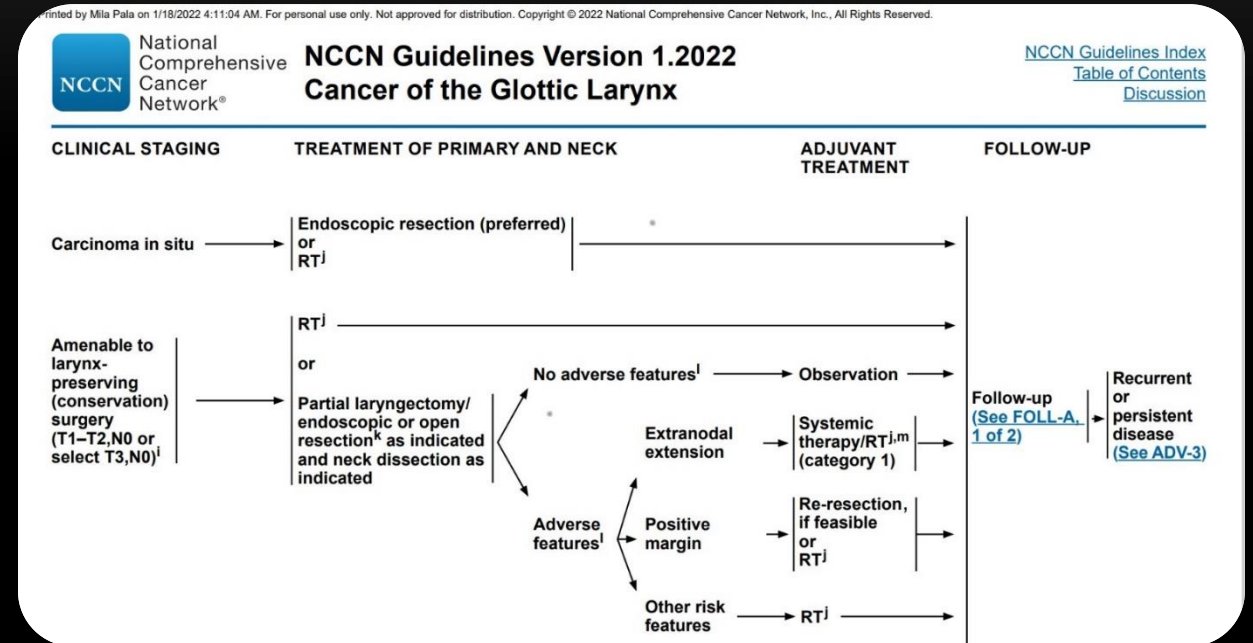 Printed by Mila Pala on 1/18/2022 4:11:04 AM. For personal use only. Not approved for distribution. Copyright © 2022 National Comprehensive Cancer Network, Inc., All Rights Reserved.
NCCN
National
Comprehensive
Cancer
Network®
NCCN Guidelines Version 1.2022
Cancer of the Glottic Larynx
NCCN Guidelines Index
Table of Contents
Discussion
CLINICAL STAGING
TREATMENT OF PRIMARY AND NECK
ADJUVANT
TREATMENT
FOLLOW-UP
Carcinoma in situ
Endoscopic resection (preferred)
or
RTj
Amenable to
larynx-
preserving
(conservation)
surgery
(T1–T2,N0 or
select T3,N0)i
RTj
or
Partial laryngectomy/
endoscopic or open
resectionk as indicated
and neck dissection as
indicated
No adverse featuresl
Observation
Adverse
featuresl
Extranodal
extension
Systemic
therapy/RTj,m
(category 1)
Positive
margin
Re-resection,
if feasible
or
RTj
Other risk
features
RTj
Follow-up
(See FOLL-A,
1 of 2)
Recurrent
or
persistent
disease
(See ADV-3)